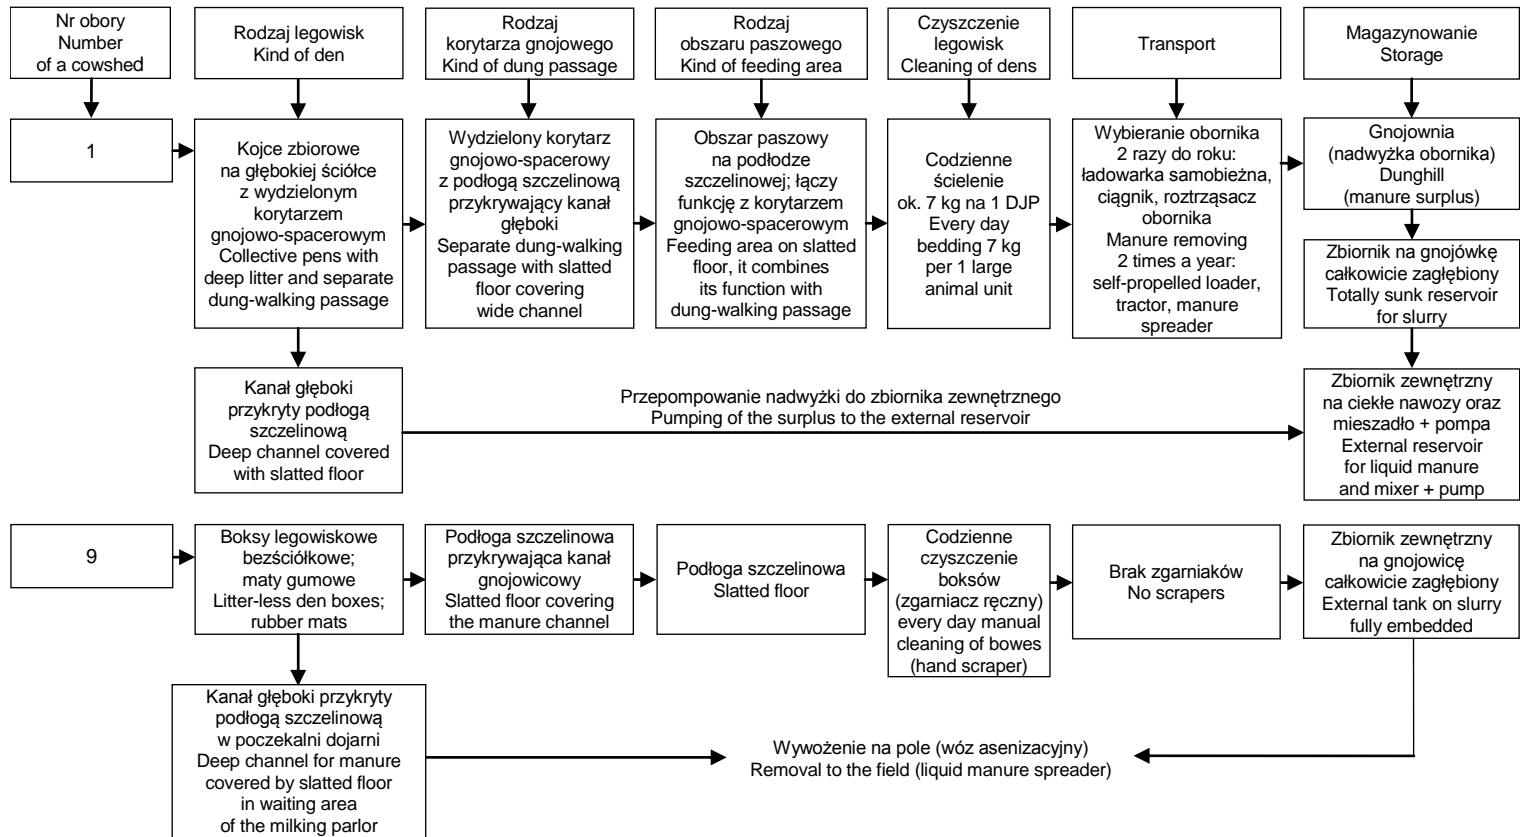 Nr obory
Number
of a cowshed
Rodzaj legowisk
Kind of den
Rodzaj
korytarza gnojowego
Kind of dung passage
Rodzaj
obszaru paszowego
Kind of feeding area
Czyszczenie
legowisk
Cleaning of dens
Transport
Magazynowanie
Storage
1
Kojce zbiorowe
na głębokiej ściółce
z wydzielonym
korytarzem
gnojowo-spacerowym
Collective pens with
deep litter and separate
dung-walking passage
Wydzielony korytarz
gnojowo-spacerowy
z podłogą szczelinową
przykrywający kanał
głęboki
Separate dung-walking
passage with slatted
floor covering
wide channel
Obszar paszowy
na podłodze
szczelinowej; łączy
funkcję z korytarzem
gnojowo-spacerowym
Feeding area on slatted
floor, it combines
its function with
dung-walking passage
Codzienne
ścielenie
ok. 7 kg na 1 DJP
Every day
bedding 7 kg
per 1 large
animal unit
Wybieranie obornika
2 razy do roku:
ładowarka samobieżna,
ciągnik, roztrząsacz
obornika
Manure removing
2 times a year:
self-propelled loader,
tractor, manure
spreader
Gnojownia
(nadwyżka obornika)
Dunghill
(manure surplus)
Zbiornik na gnojówkę
całkowicie zagłębiony
Totally sunk reservoir
for slurry
Kanał głęboki
przykryty podłogą
szczelinową
Deep channel covered
with slatted floor
Przepompowanie nadwyżki do zbiornika zewnętrznego
Pumping of the surplus to the external reservoir
Zbiornik zewnętrzny
na ciekłe nawozy oraz
mieszadło + pompa
External reservoir
for liquid manure
and mixer + pump
9
Boksy legowiskowe
bezściółkowe;
maty gumowe
Litter-less den boxes;
rubber mats
Podłoga szczelinowa
przykrywająca kanał
gnojowicowy
Slatted floor covering
the manure channel
Podłoga szczelinowa
Slatted floor
Codzienne
czyszczenie
boksów
(zgarniacz ręczny)
every day manual
cleaning of bowes
(hand scraper)
Brak zgarniaków
No scrapers
Zbiornik zewnętrzny
na gnojowicę
całkowicie zagłębiony
External tank on slurry
fully embedded
Kanał głęboki przykryty
podłogą szczelinową
w poczekalni dojarni
Deep channel for manure
covered by slatted floor
in waiting area
of the milking parlor
Wywożenie na pole (wóz asenizacyjny)
Removal to the field (liquid manure spreader)